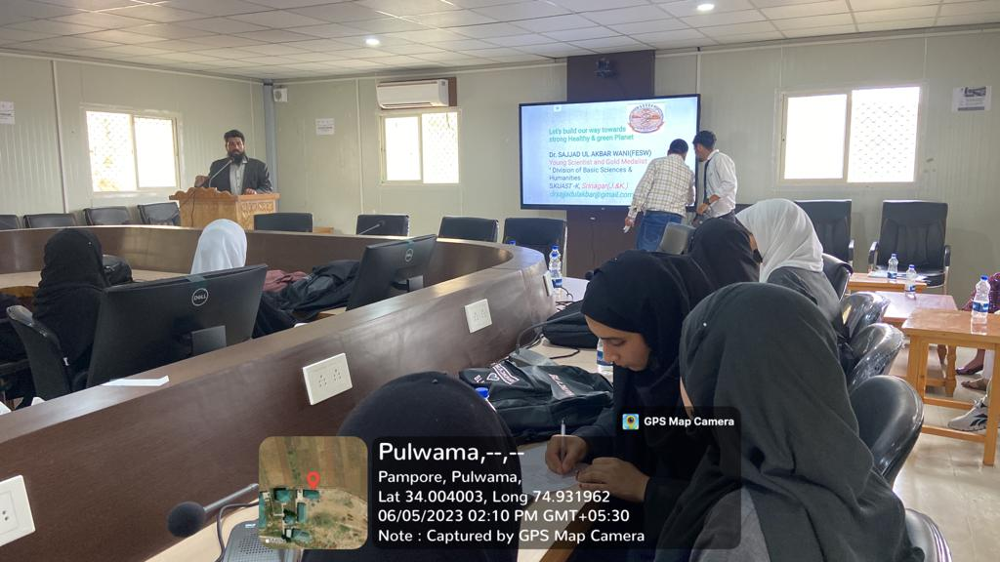 Let's build our way towards
strong Healthy & green Planet
Dr. SAJJAD UL AKBAR WANI(FESW)
Young Scientist and Gold Medalist
* Division of Basic Sciences &
Humanities
SKUAST -K, Srinagar(J.&K.)
drsajjadulakbar@gmail.com
DELL
GPS Map Camera
Pulwama,--,--
Pampore, Pulwama,
Lat 34.004003, Long 74.931962
06/05/2023 02:10 PM GMT+05:30
Note : Captured by GPS Map Camera